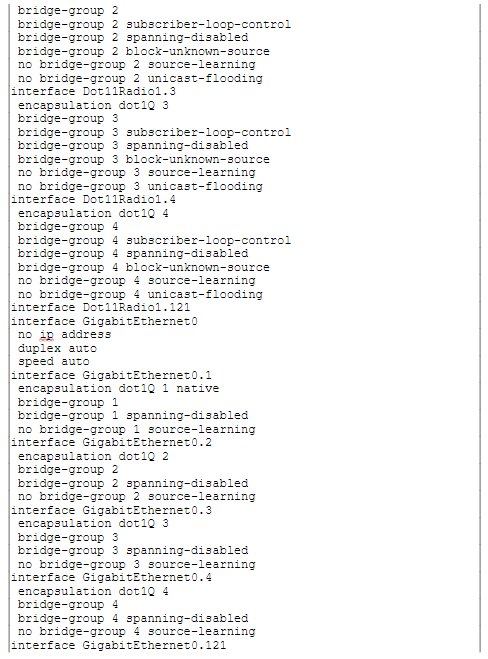 bridge-group 2
bridge-group 2 subscriber-loop-control
bridge-group 2 spanning-disabled
bridge-group 2 block-unknown-source
no bridge-group 2 source-learning
no bridge-group 2 unicast-flooding
interface Dot11Radio1.3
encapsulation dot1Q 3
bridge-group 3
bridge-group 3 subscriber-loop-control
bridge-group 3 spanning-disabled
bridge-group 3 block-unknown-source
no bridge-group 3 source-learning
no bridge-group 3 unicast-flooding
interface Dot11Radio1.4
encapsulation dot1Q 4
bridge-group 4
bridge-group 4 subscriber-loop-control
bridge-group 4 spanning-disabled
bridge-group 4 block-unknown-source
no bridge-group 4 source-learning
no bridge-group 4 unicast-flooding
interface Dot11Radio1.121
interface GigabitEthernet0
no ip address
duplex auto
speed auto
interface GigabitEthernet0.1
encapsulation dot1Q 1 native
bridge-group 1
bridge-group 1 spanning-disabled
no bridge-group 1 source-learning
interface GigabitEthernet0.2
encapsulation dot1Q 2
bridge-group 2
bridge-group 2 spanning-disabled
no bridge-group 2 source-learning
interface GigabitEthernet0.3
encapsulation dot1Q 3
bridge-group 3
bridge-group 3 spanning-disabled
no bridge-group 3 source-learning
interface GigabitEthernet0.4
encapsulation dot1Q 4
bridge-group 4
bridge-group 4 spanning-disabled
no bridge-group 4 source-learning
interface GigabitEthernet0.121